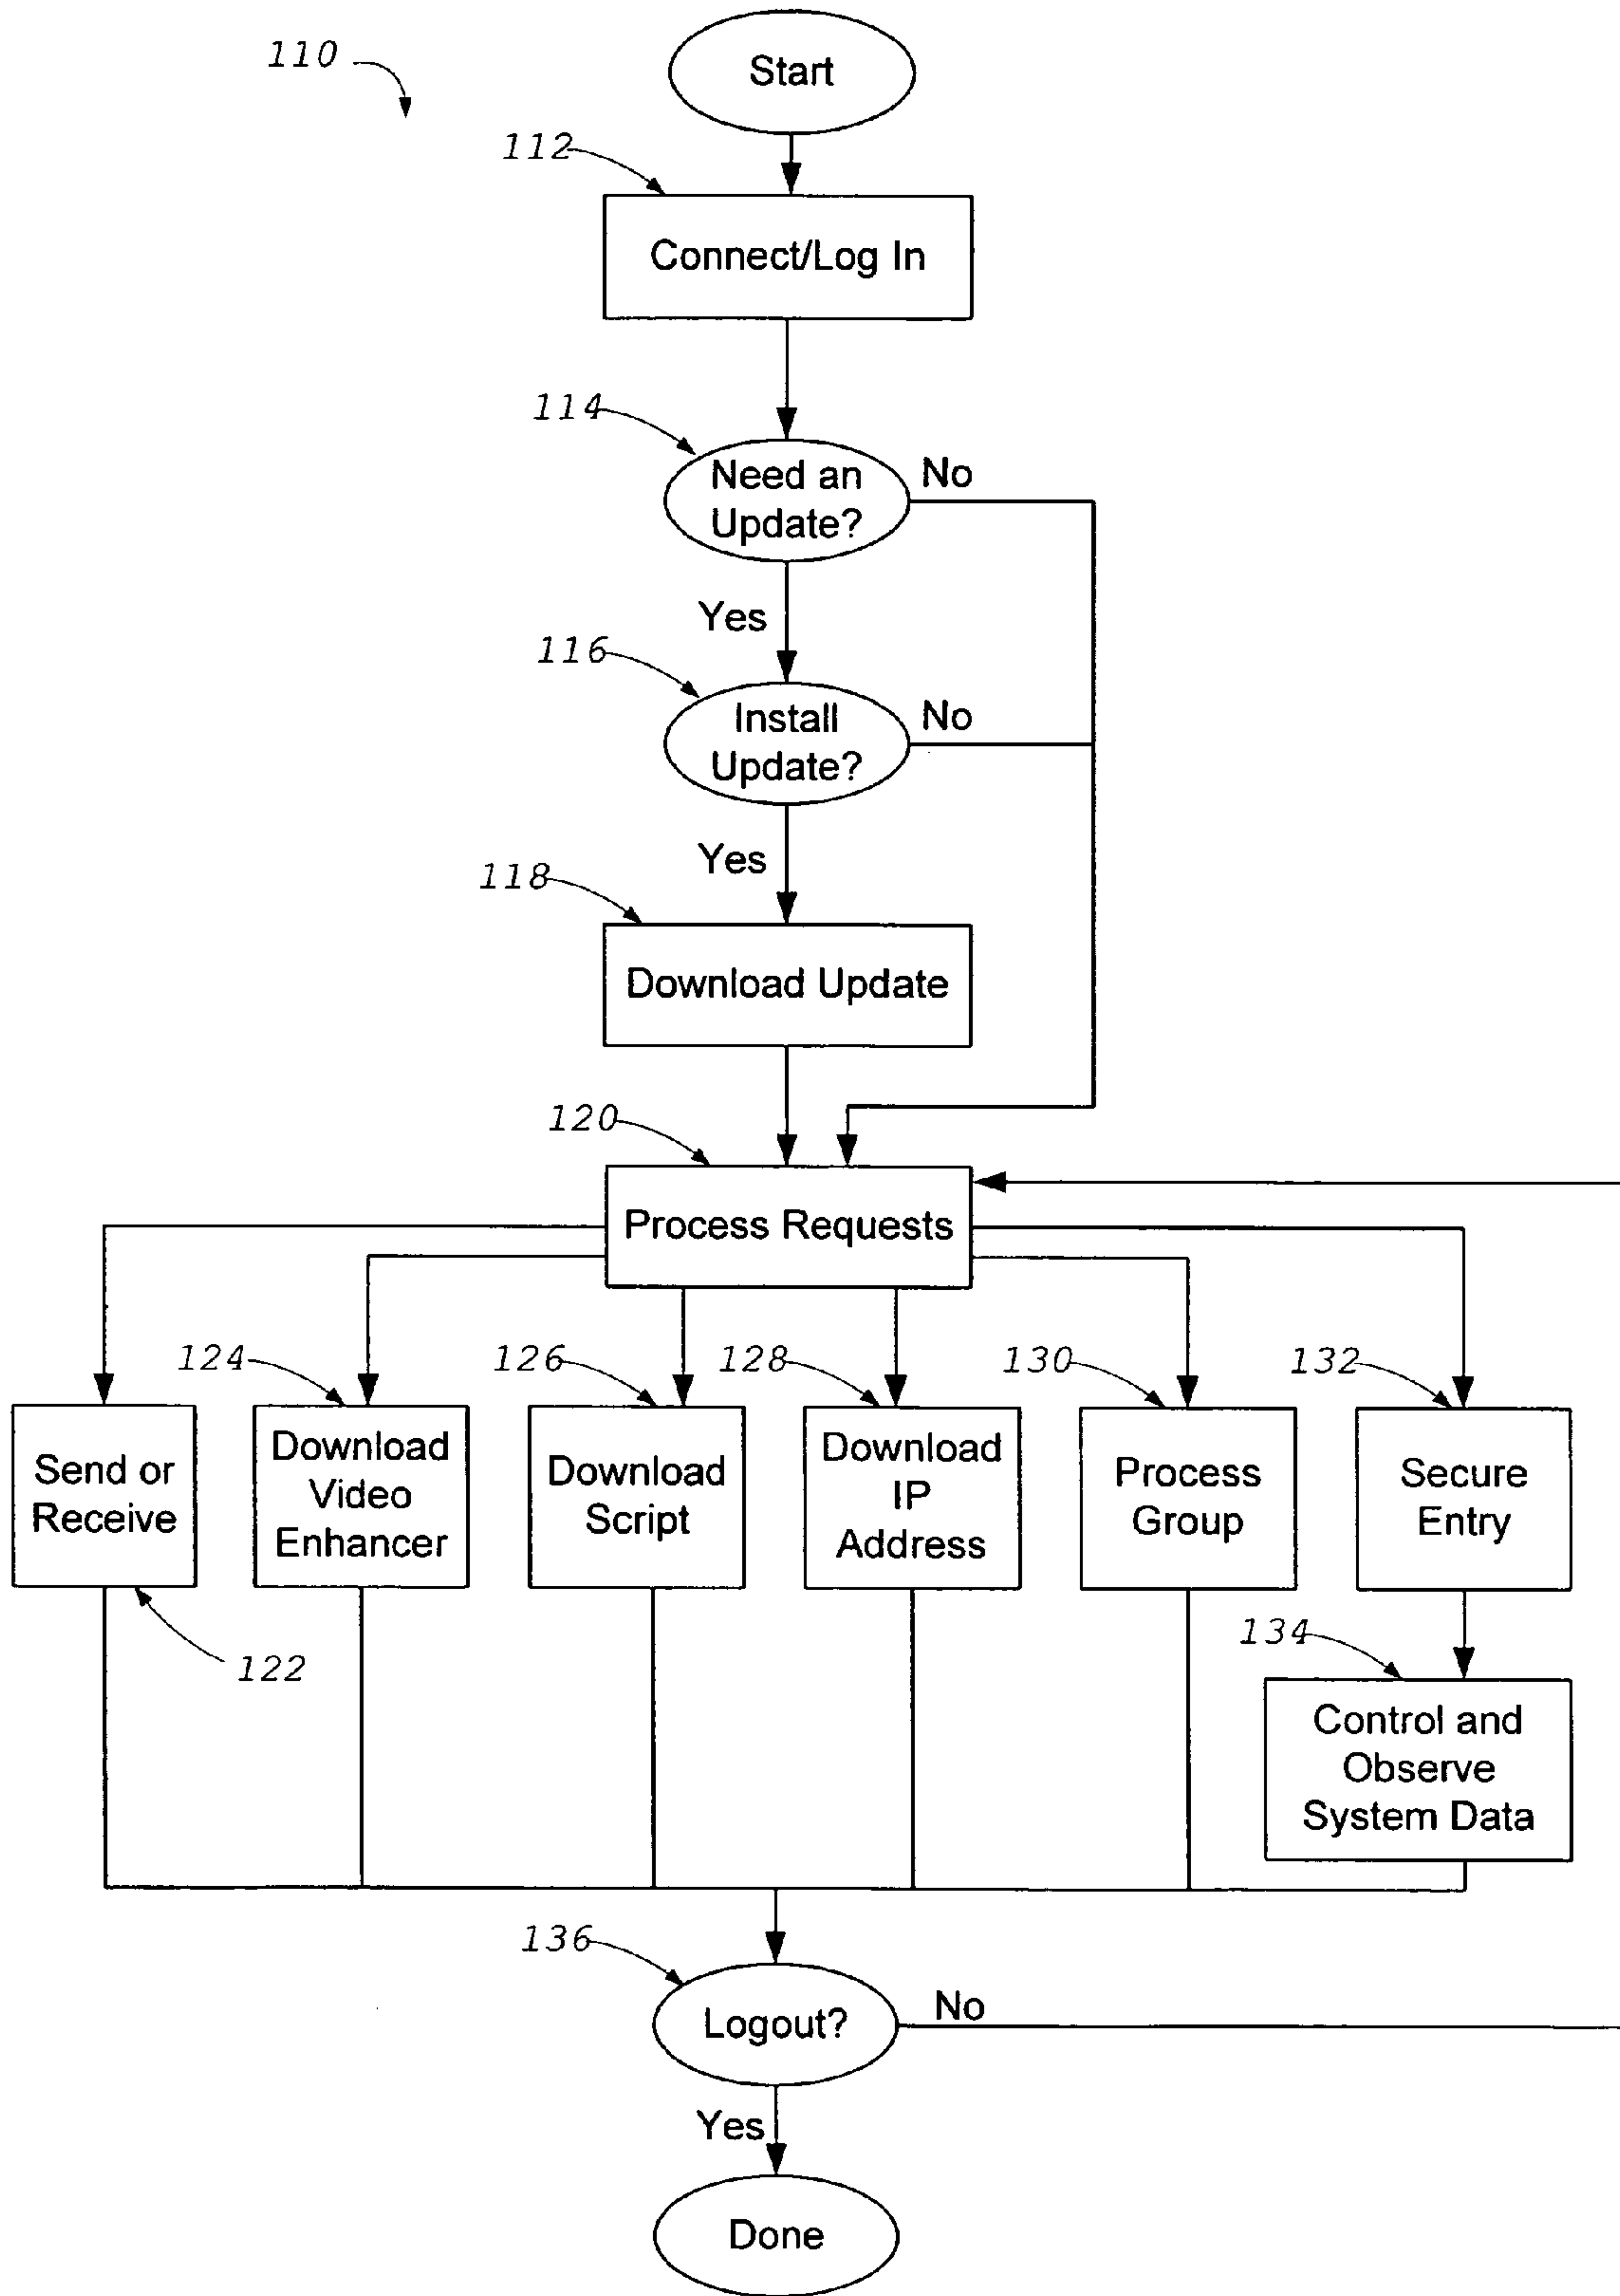 110
Start
112
Connect/Log In
114
Need an
Update?
No
Yes
116
Install
Update?
No
Yes
118
Download Update
120
Process Requests
124
126
128
130
132
Send or
Receive
Download
Video
Enhancer
Download
Script
Download
IP
Address
Process
Group
Secure
Entry
122
134
Control and
Observe
System Data
136
Logout?
No
Yes
Done